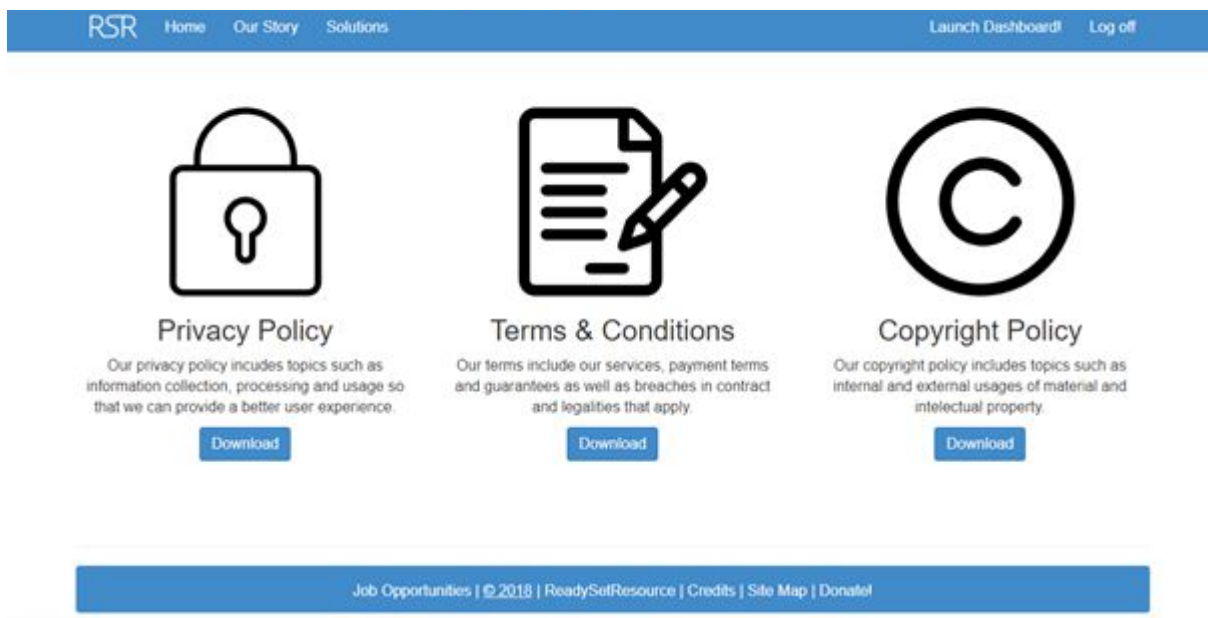 RSR Home Our Story Solutions Launch Dashboard! Log off
Privacy Policy
Our privacy policy incudes topics such as
information collection, processing and usage so
that we can provide a better user experience.
Download
Terms & Conditions
Our terms include our services, payment terms
and guarantees as well as breaches in contract
and legalities that apply.
Download
Copyright Policy
Our copyright policy includes topics such as
internal and external usages of material and
intelectual property.
Download
Job Opportunities | © 2018 | ReadySetResource | Credits | Site Map | Donate!